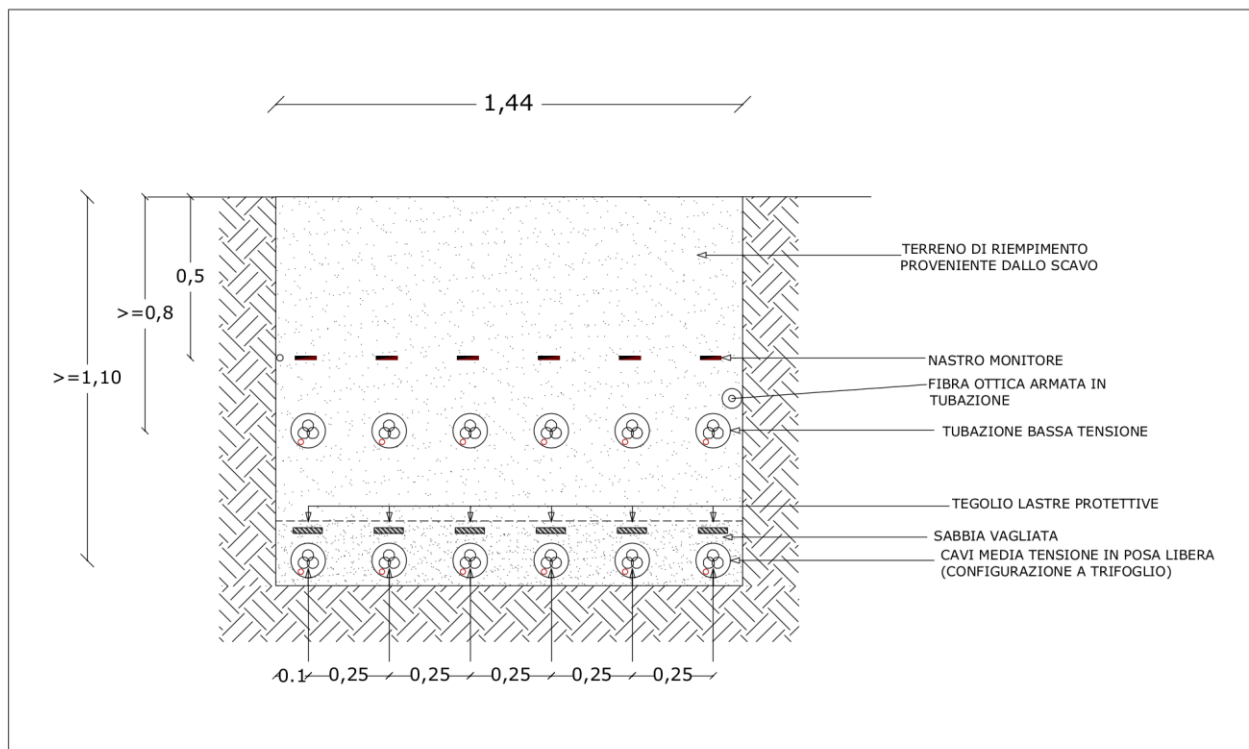 1,44
0,5
>=0,8
>=1,10
TERRENO DI RIEMPIMENTO
PROVENIENTE DALLO SCAVO
NASTRO MONITORE
FIBRA OTTICA ARMATA IN
TUBAZIONE
TUBAZIONE BASSA TENSIONE
TEGOLIO LASTRE PROTETTIVE
SABBIA VAGLIATA
CAVI MEDIA TENSIONE IN POSA LIBERA
(CONFIGURAZIONE A TRIFOGLIO)
0.1 0,25 0,25 0,25 0,25 0,25